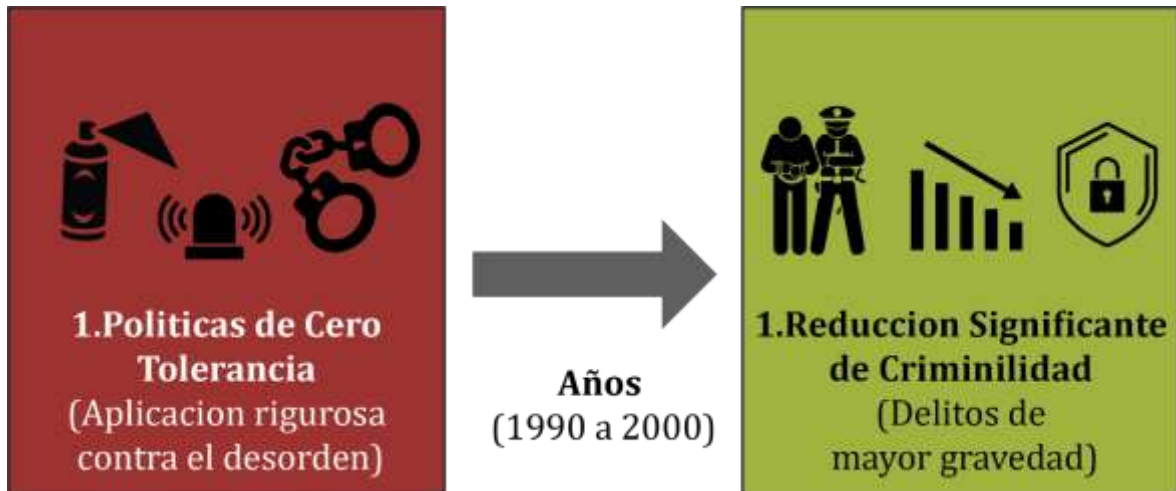 1.Politicas de Cero
Tolerancia
(Aplicacion rigurosa
contra el desorden)
Años
(1990 a 2000)
1.Reduccion Significante
de Criminilidad
(Delitos de
mayor gravedad)